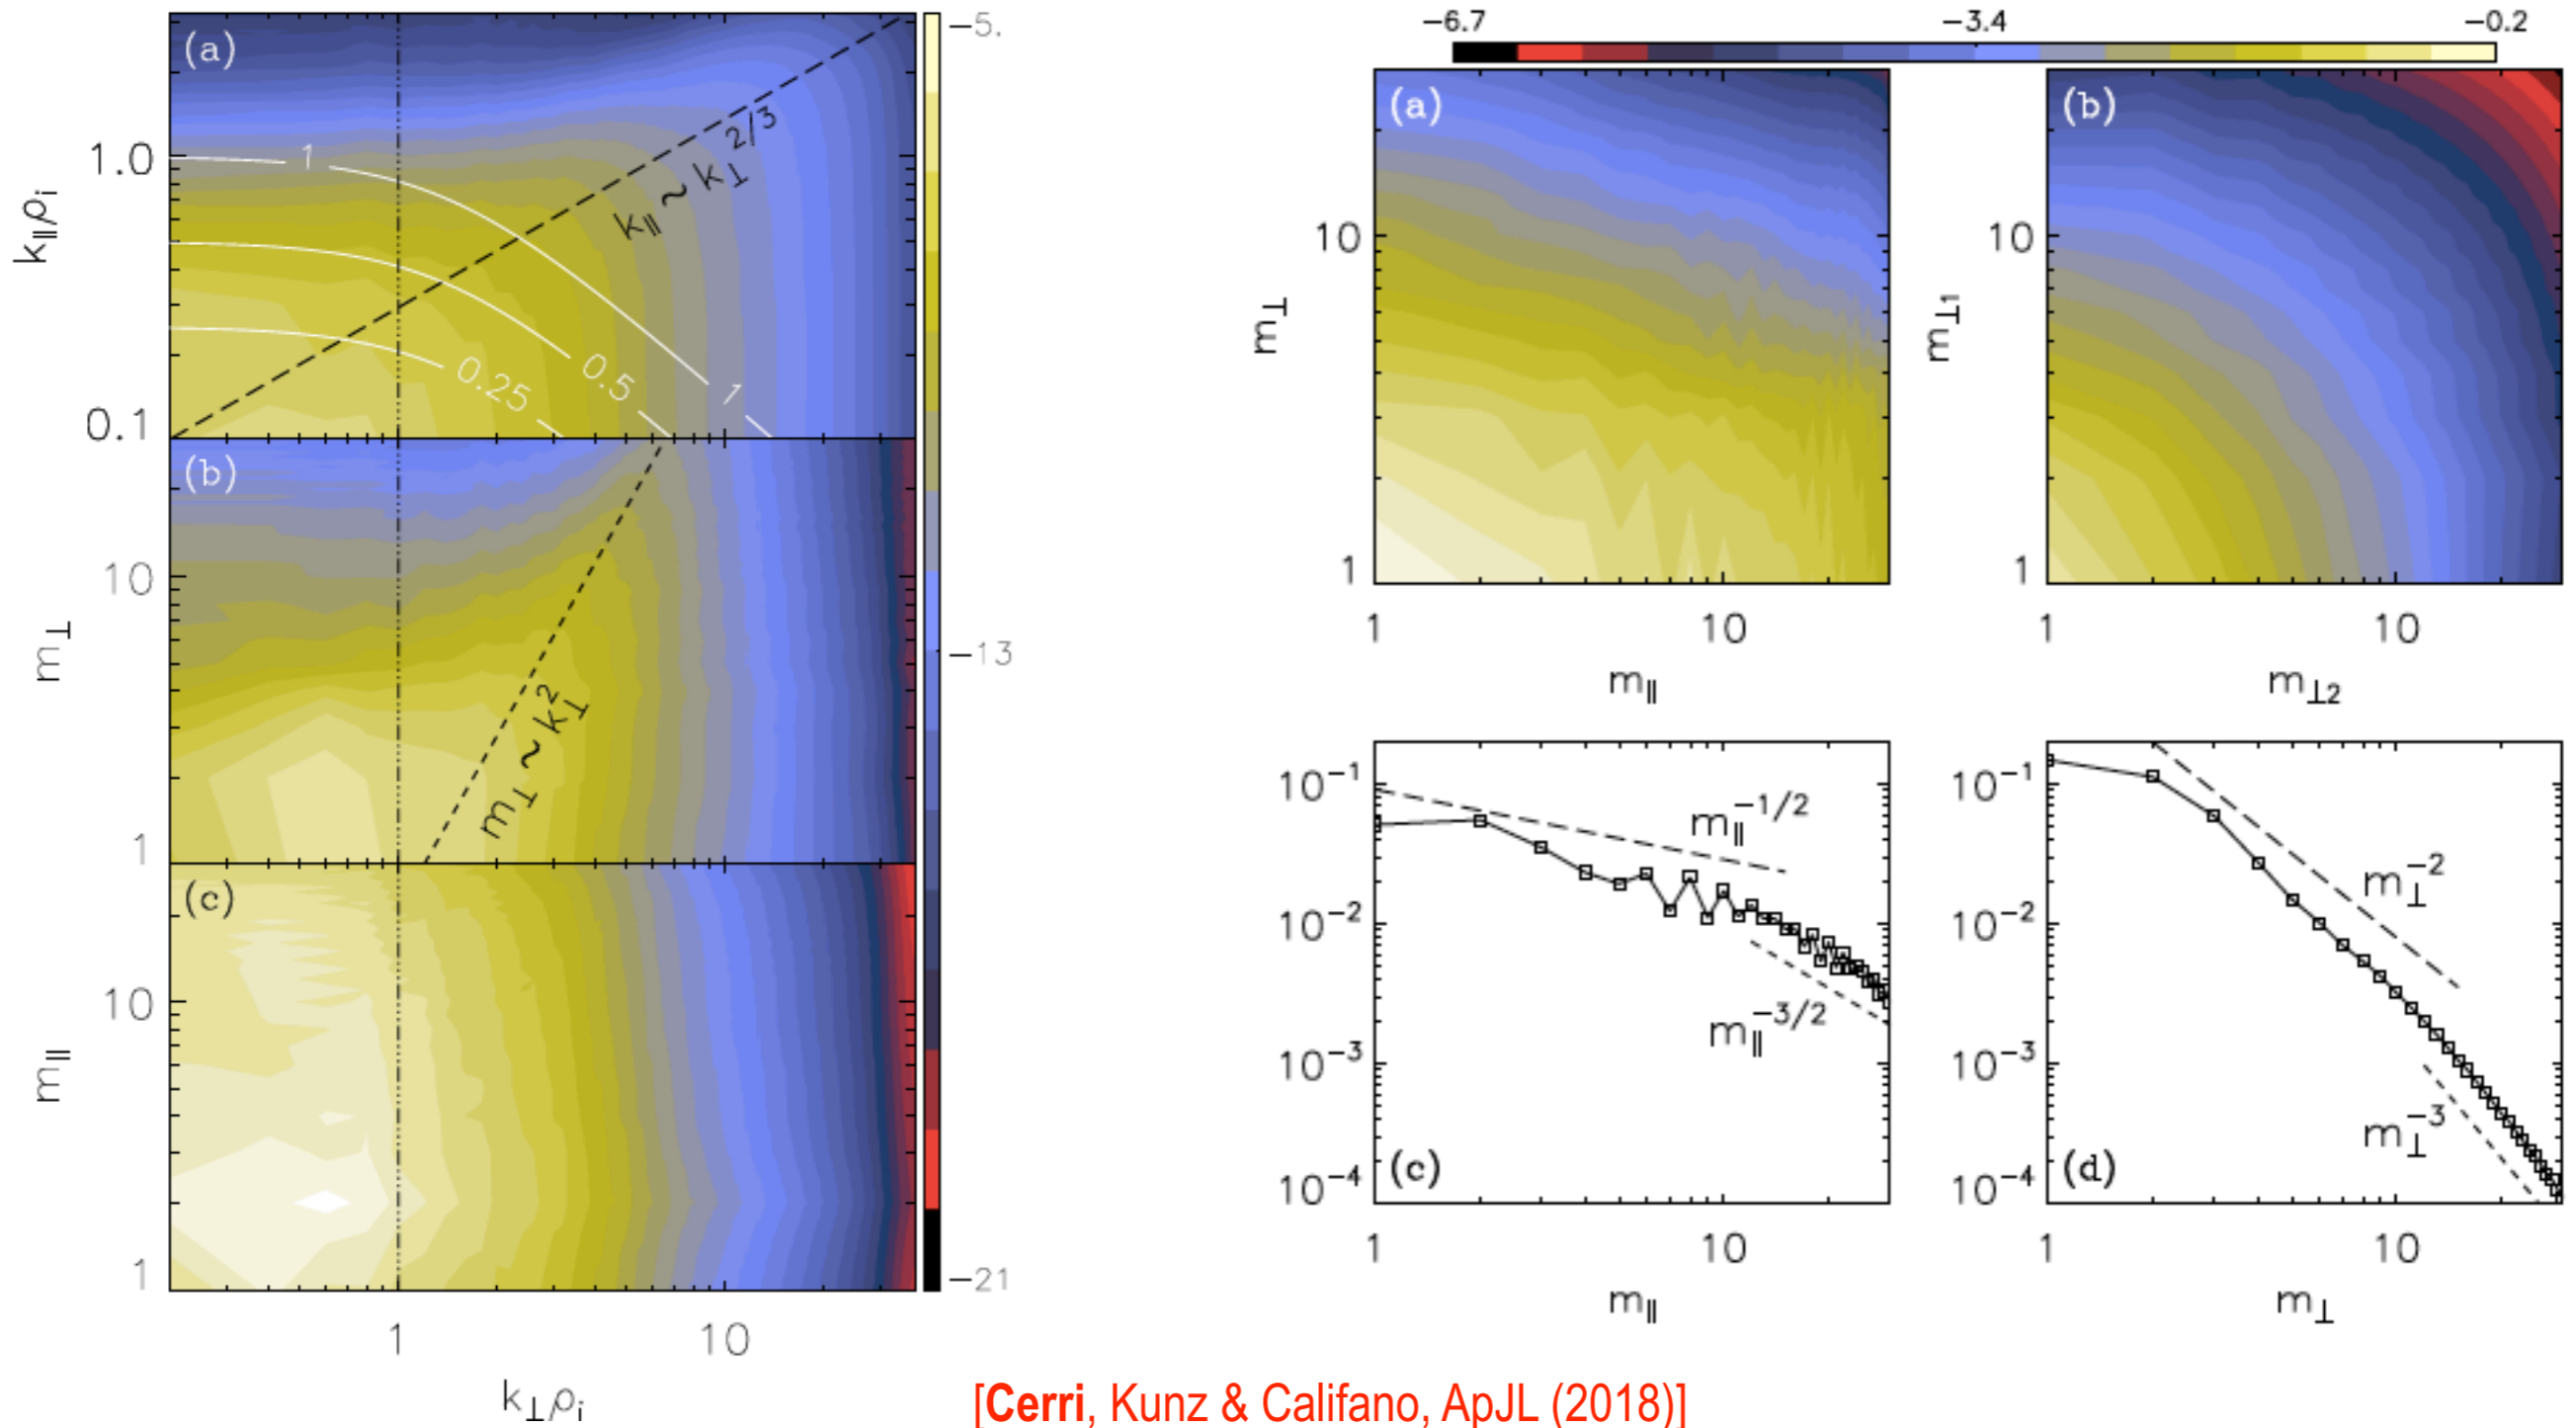 (a)
1.0
0.1
k∥ρi
1
0.5
0.25
1
k∥ ~ k⊥^2/3
−5.
−13
−21
(b)
10
1
m⊥
m⊥ ~ k⊥^2
(c)
10
1
m∥
1 10
k⊥ρi
−6.7 −3.4 −0.2
(a)
10
1
m⊥
1 10
m∥
(b)
10
1
m⊥1
1 10
m⊥2
10^−1
10^−2
10^−3
10^−4
m∥^−1/2
m∥^−3/2
(c)
1 10
m∥
10^−1
10^−2
10^−3
10^−4
m⊥^−2
m⊥^−3
(d)
1 10
m⊥
[Cerri, Kunz & Califano, ApJL (2018)]